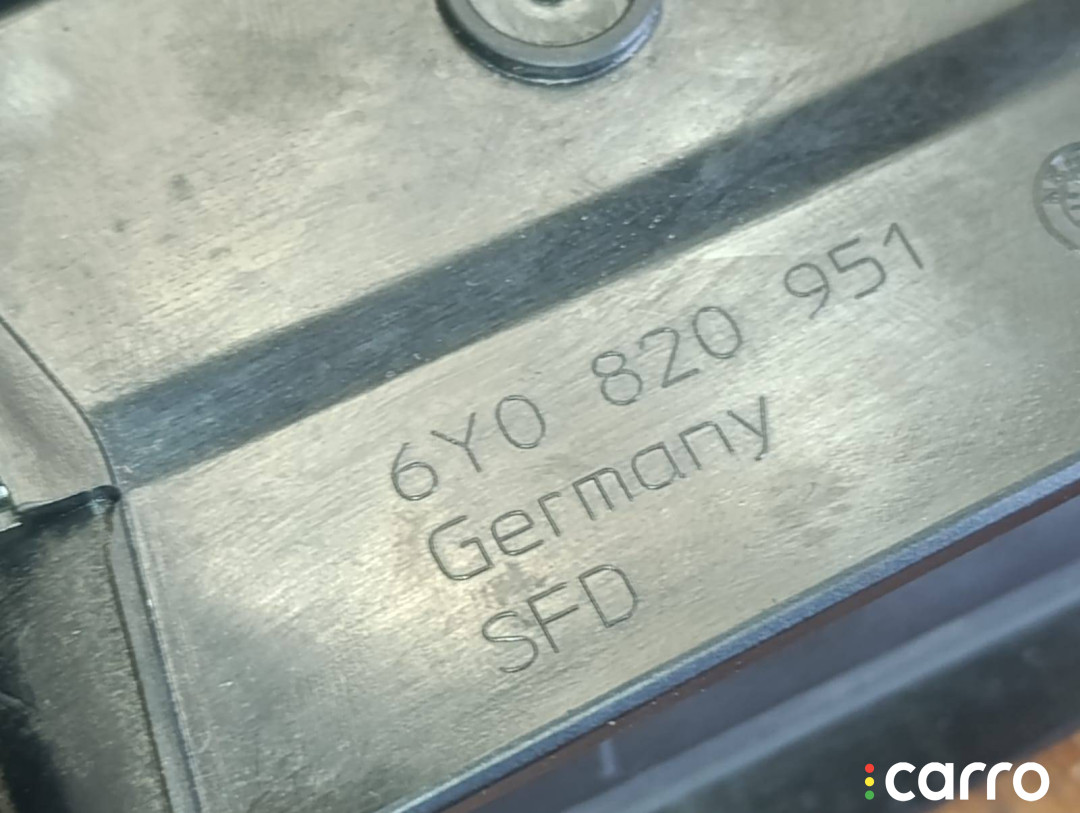 6Y0 820 951
Germany
SFD
carro